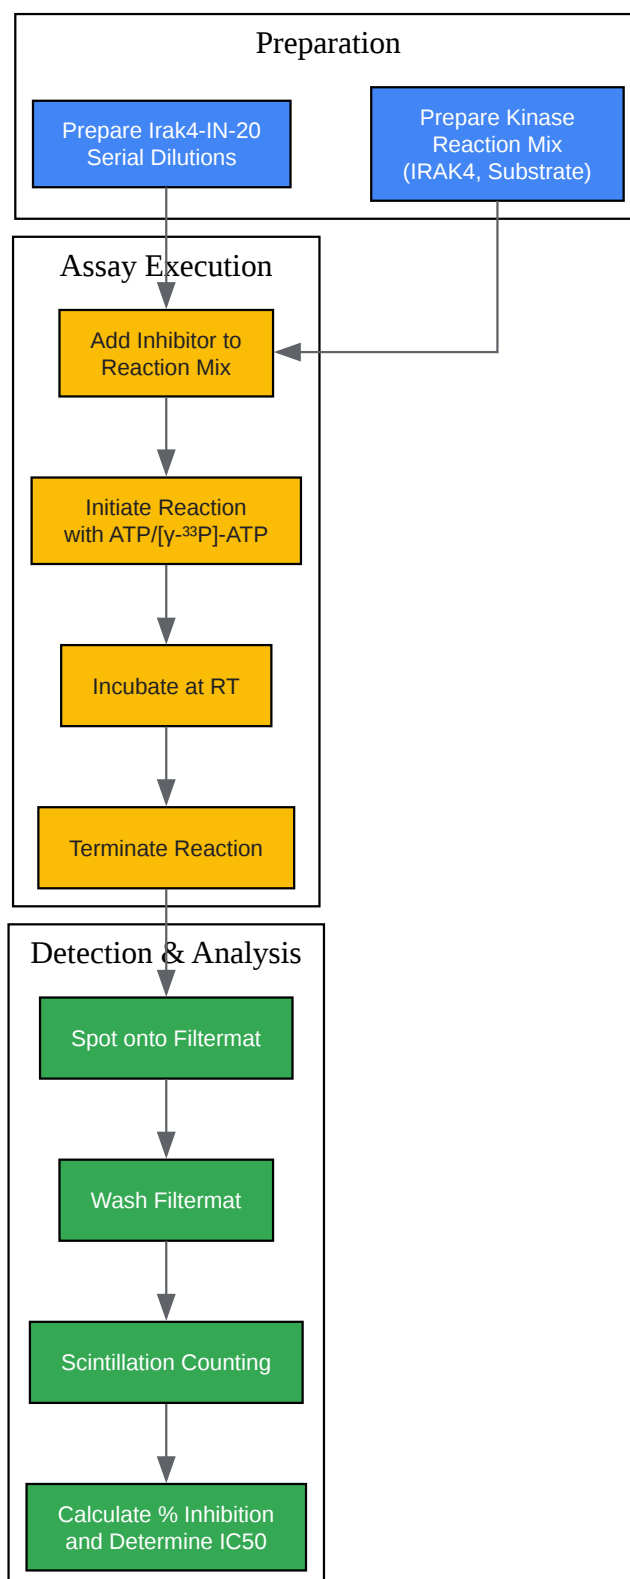 Preparation
Prepare Irak4-IN-20
Serial Dilutions
Prepare Kinase
Reaction Mix
(IRAK4, Substrate)
Assay Execution
Add Inhibitor to
Reaction Mix
Initiate Reaction
with ATP/[γ-³³P]-ATP
Incubate at RT
Terminate Reaction
Detection & Analysis
Spot onto Filtermat
Wash Filtermat
Scintillation Counting
Calculate % Inhibition
and Determine IC50